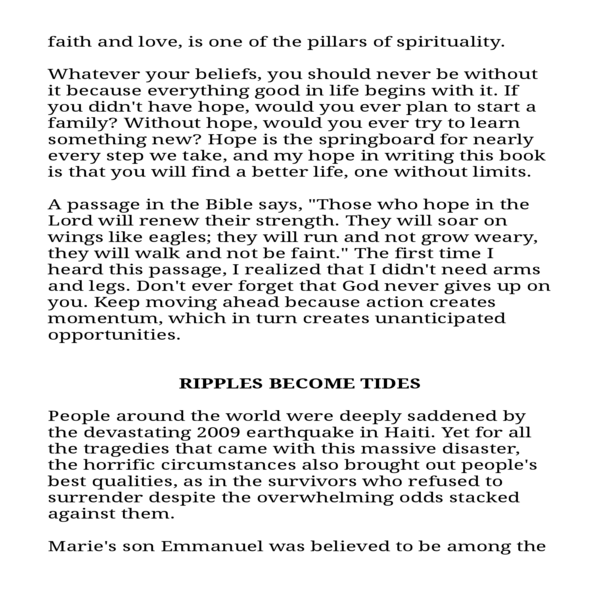 faith and love, is one of the pillars of spirituality.
Whatever your beliefs, you should never be without
it because everything good in life begins with it. If
you didn't have hope, would you ever plan to start a
family? Without hope, would you ever try to learn
something new? Hope is the springboard for nearly
every step we take, and my hope in writing this book
is that you will find a better life, one without limits.
A passage in the Bible says, "Those who hope in the
Lord will renew their strength. They will soar on
wings like eagles; they will run and not grow weary,
they will walk and not be faint." The first time I
heard this passage, I realized that I didn't need arms
and legs. Don't ever forget that God never gives up on
you. Keep moving ahead because action creates
momentum, which in turn creates unanticipated
opportunities.
RIPPLES BECOME TIDES
People around the world were deeply saddened by
the devastating 2009 earthquake in Haiti. Yet for all
the tragedies that came with this massive disaster,
the horrific circumstances also brought out people's
best qualities, as in the survivors who refused to
surrender despite the overwhelming odds stacked
against them.
Marie's son Emmanuel was believed to be among the